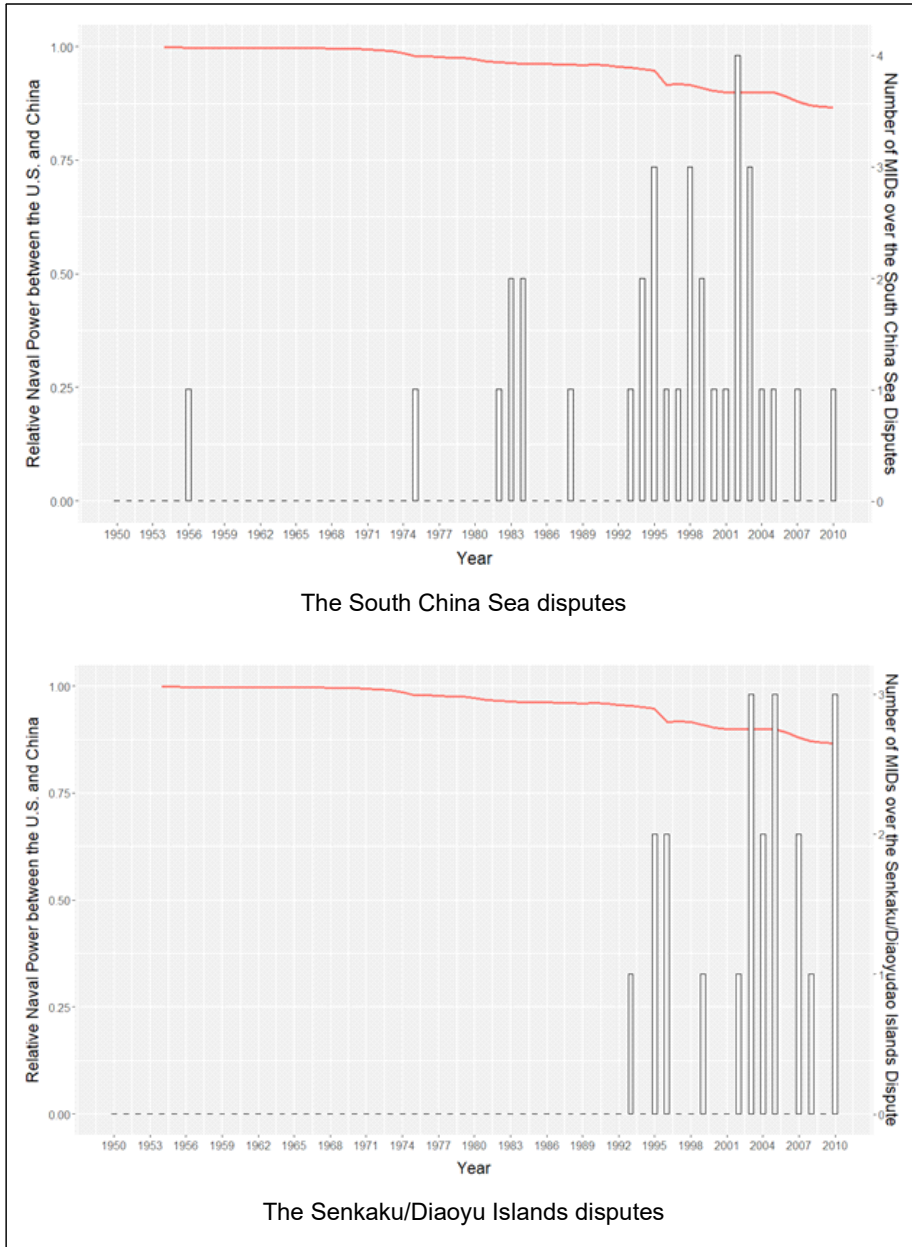 Relative Naval Power between the U.S. and China
1.00
0.75
0.50
0.25
0.00
4
3
2
1
0
Number of MIDs over the South China Sea Disputes
1950 1953 1956 1959 1962 1965 1968 1971 1974 1977 1980 1983 1986 1989 1992 1995 1998 2001 2004 2007 2010
Year
The South China Sea disputes
Relative Naval Power between the U.S. and China
1.00
0.75
0.50
0.25
0.00
3
2
1
0
Number of MIDs over the Senkaku/Diaoyudao Islands Dispute
1950 1953 1956 1959 1962 1965 1968 1971 1974 1977 1980 1983 1986 1989 1992 1995 1998 2001 2004 2007 2010
Year
The Senkaku/Diaoyu Islands disputes